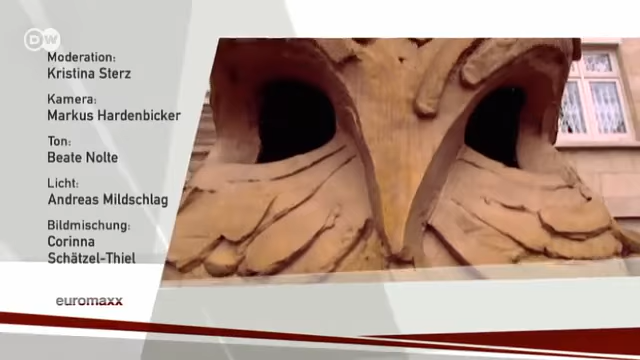 DW
Moderation:
Kristina Sterz
Kamera:
Markus Hardenbicker
Ton:
Beate Nolte
Licht:
Andreas Mildschlag
Bildmischung:
Corinna
Schätzel-Thiel
euromaxx